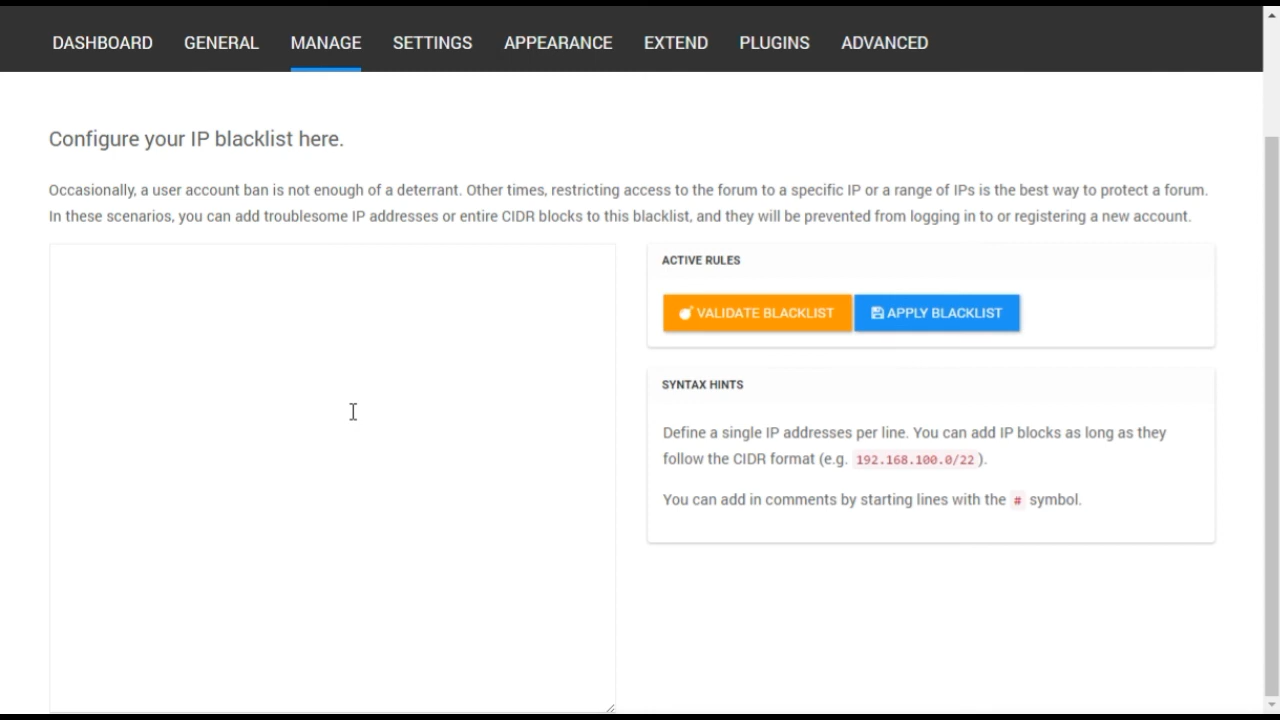 DASHBOARD GENERAL MANAGE SETTINGS APPEARANCE EXTEND PLUGINS ADVANCED
Configure your IP blacklist here.
Occasionally, a user account ban is not enough of a deterrant. Other times, restricting access to the forum to a specific IP or a range of IPs is the best way to protect a forum.
In these scenarios, you can add troublesome IP addresses or entire CIDR blocks to this blacklist, and they will be prevented from logging in to or registering a new account.
ACTIVE RULES
VALIDATE BLACKLIST APPLY BLACKLIST
SYNTAX HINTS
Define a single IP addresses per line. You can add IP blocks as long as they
follow the CIDR format (e.g. 192.168.100.0/22 ).
You can add in comments by starting lines with the # symbol.